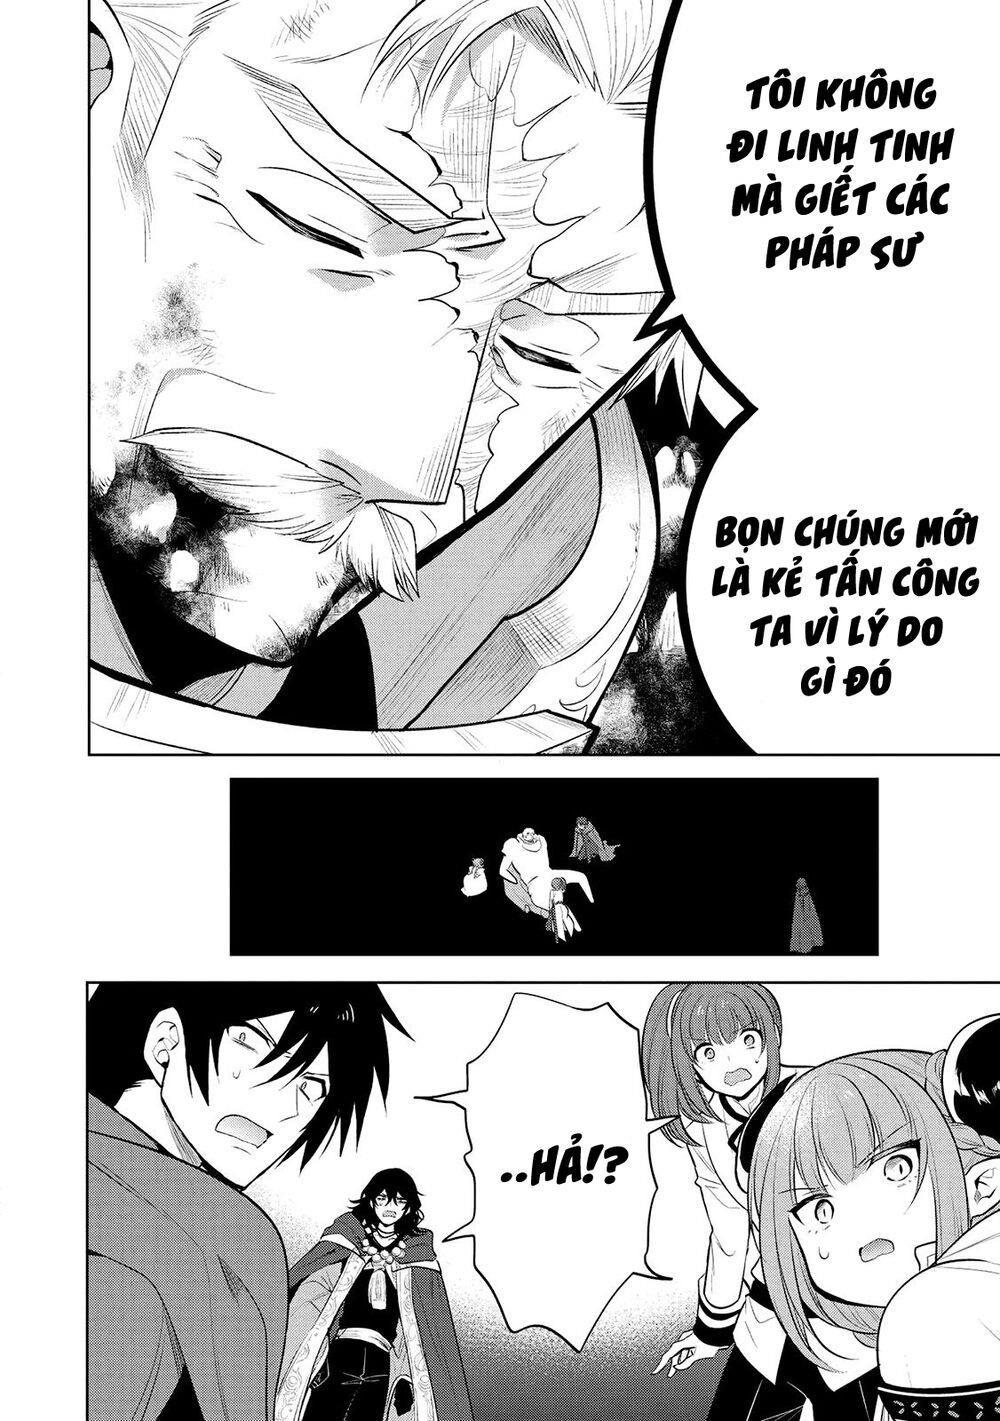 TÔI KHÔNG
ĐI LINH TINH
MÀ GIẾT CÁC
PHÁP SƯ
BỌN CHÚNG MỚI
LÀ KẺ TẤN CÔNG
TA VÌ LÝ DO
GÌ ĐÓ
..HẢ!?